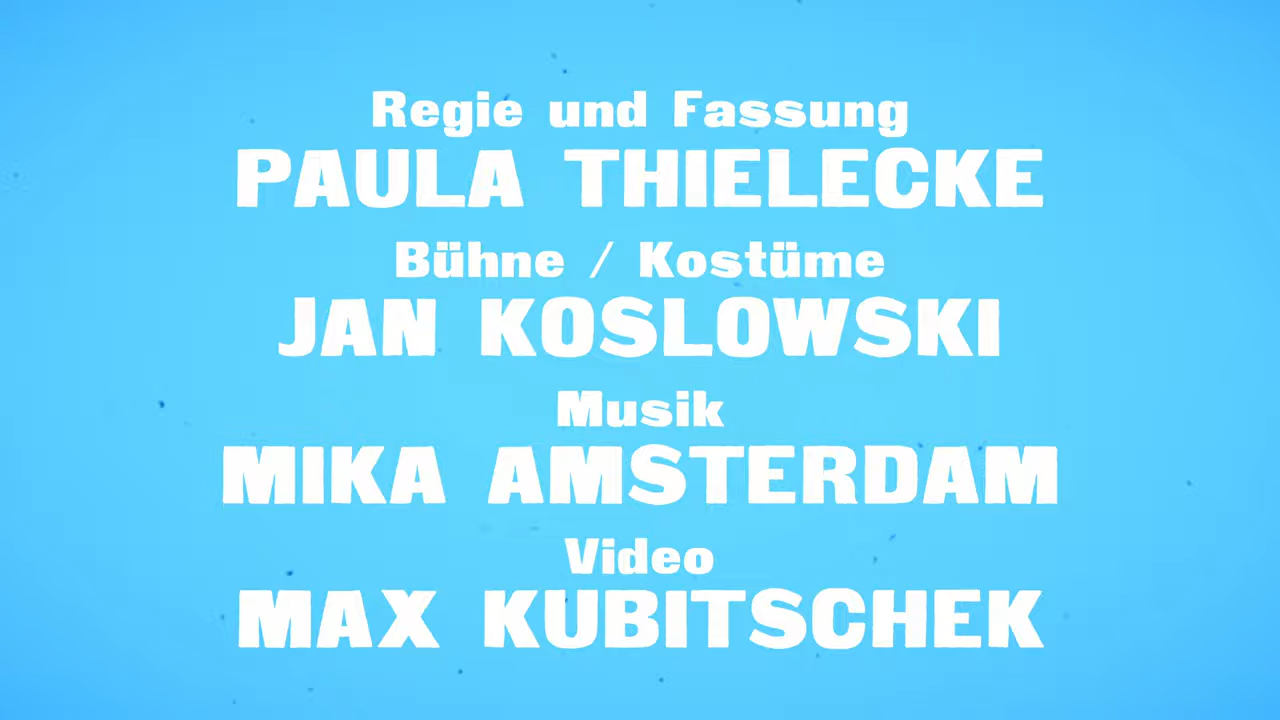 Regie und Fassung
PAULA THIELECKE
Bühne / Kostüme
JAN KOSLOWSKI
Musik
MIKA AMSTERDAM
Video
MAX KUBITSCHEK